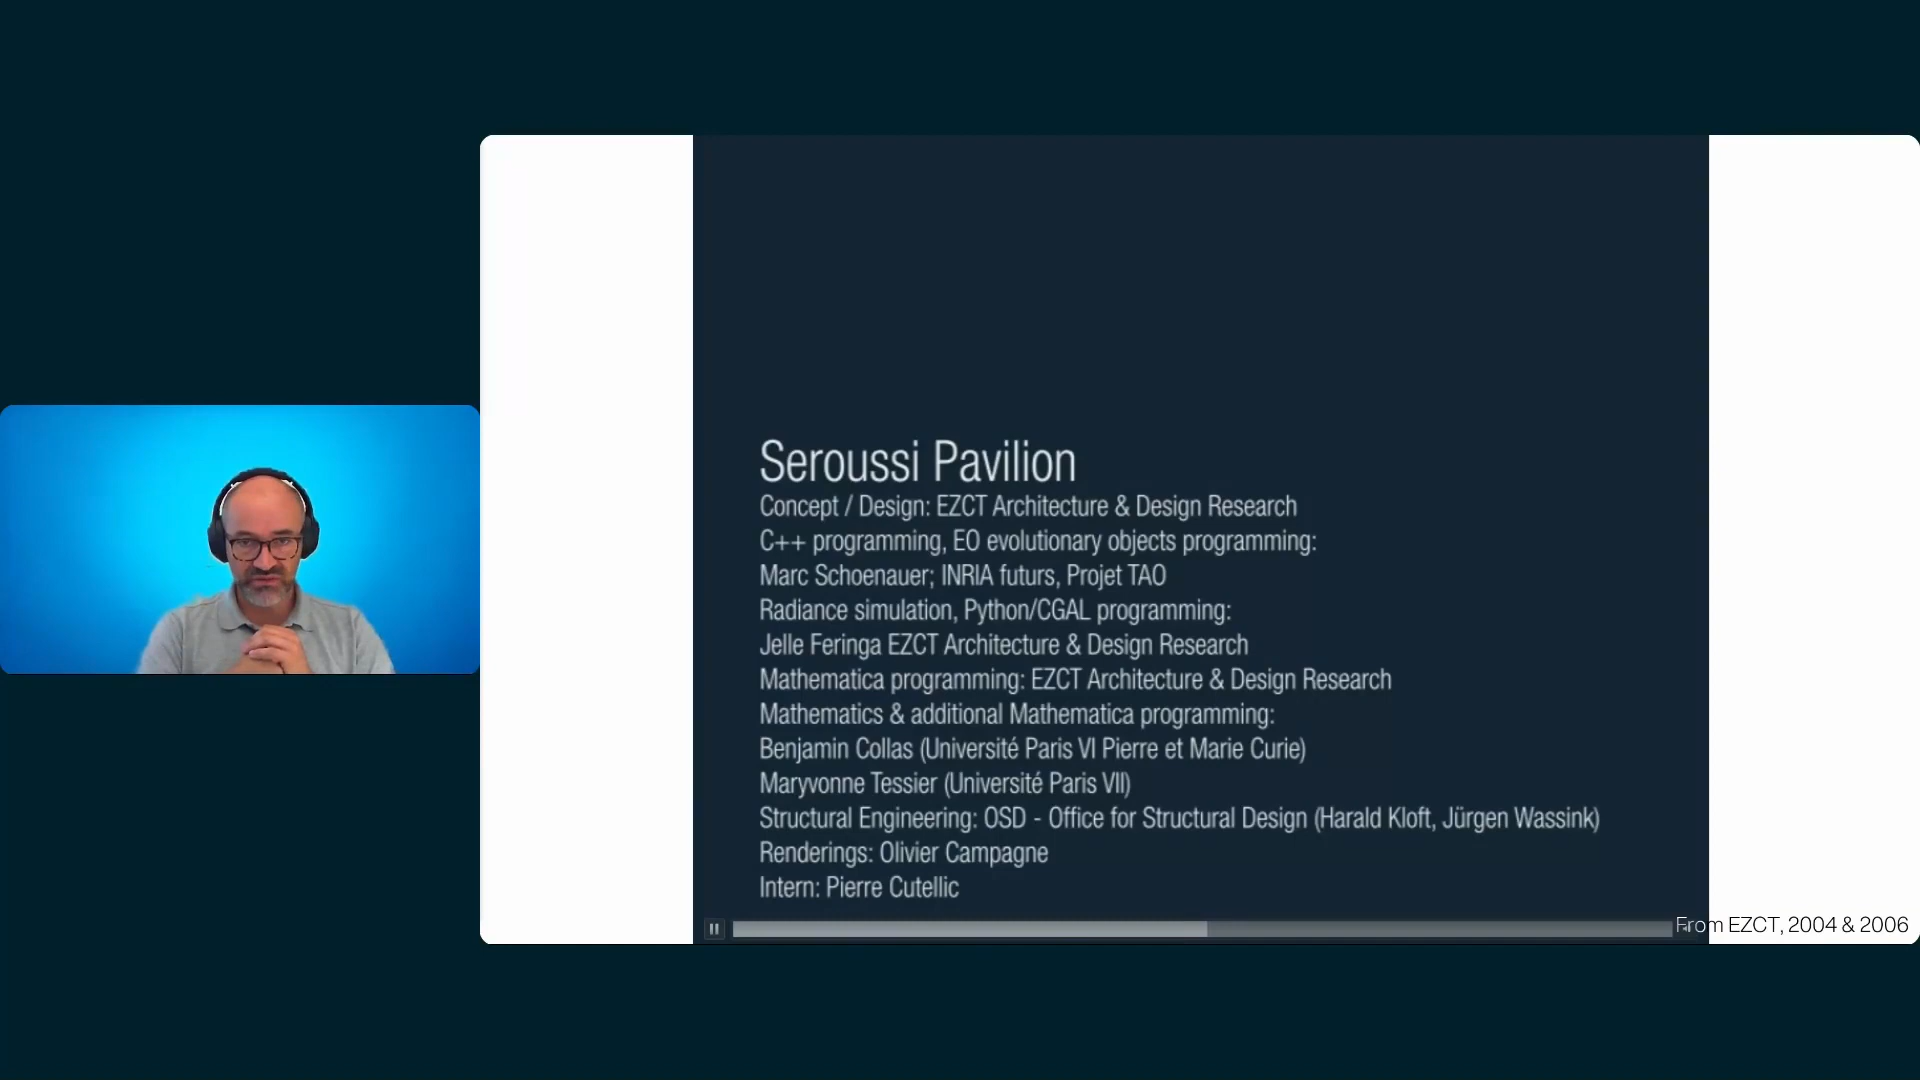 Seroussi Pavilion
Concept / Design: EZCT Architecture & Design Research
C++ programming, EO evolutionary objects programming:
Marc Schoenauer; INRIA futurs, Projet TAO
Radiance simulation, Python/CGAL programming:
Jelle Feringa EZCT Architecture & Design Research
Mathematica programming: EZCT Architecture & Design Research
Mathematics & additional Mathematica programming:
Benjamin Collas (Université Paris VI Pierre et Marie Curie)
Maryvonne Tessier (Université Paris VII)
Structural Engineering: OSD - Office for Structural Design (Harald Kloft, Jürgen Wassink)
Renderings: Olivier Campagne
Intern: Pierre Cutellic
From EZCT, 2004 & 2006